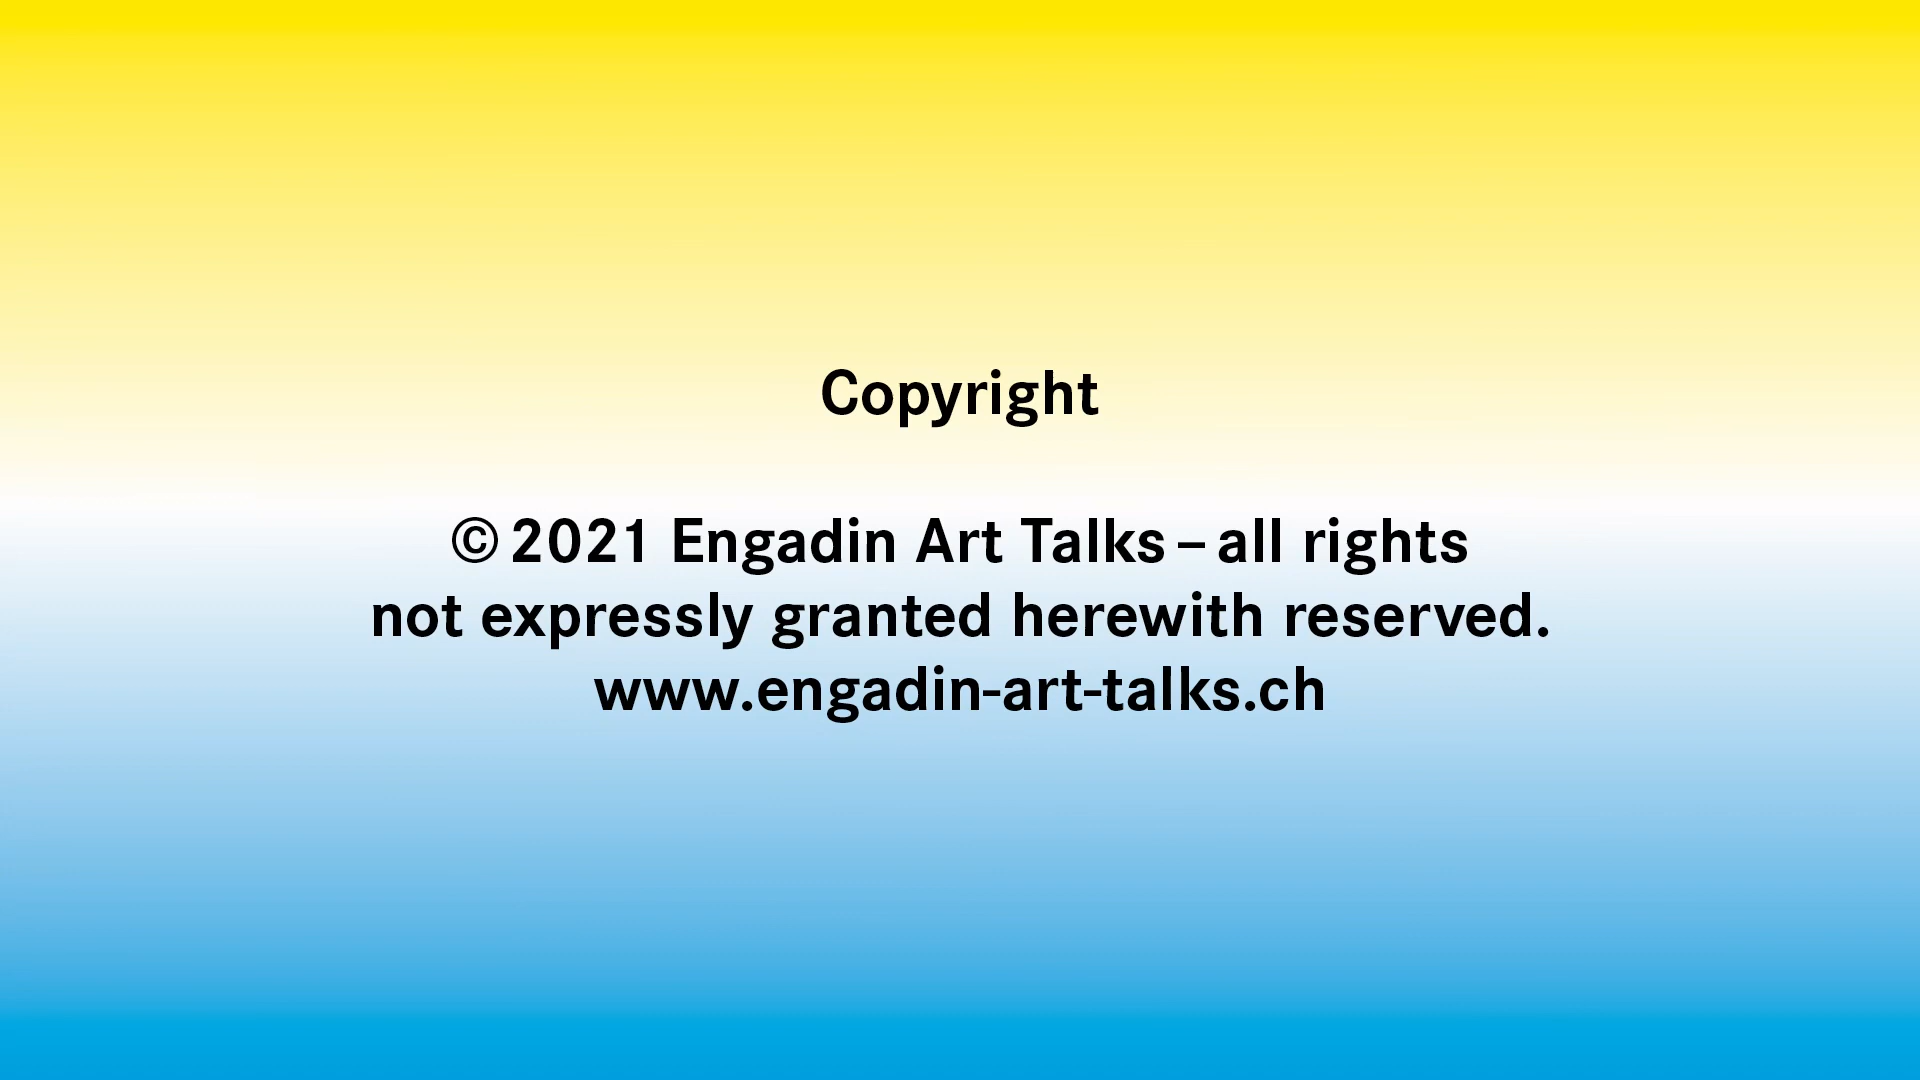 Copyright
© 2021 Engadin Art Talks – all rights
not expressly granted herewith reserved.
www.engadin-art-talks.ch